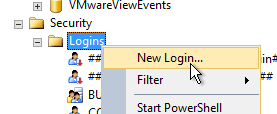 VMwareViewEvents
Security
Logins
New Login...
##
Filter
##
BU
Start PowerShell